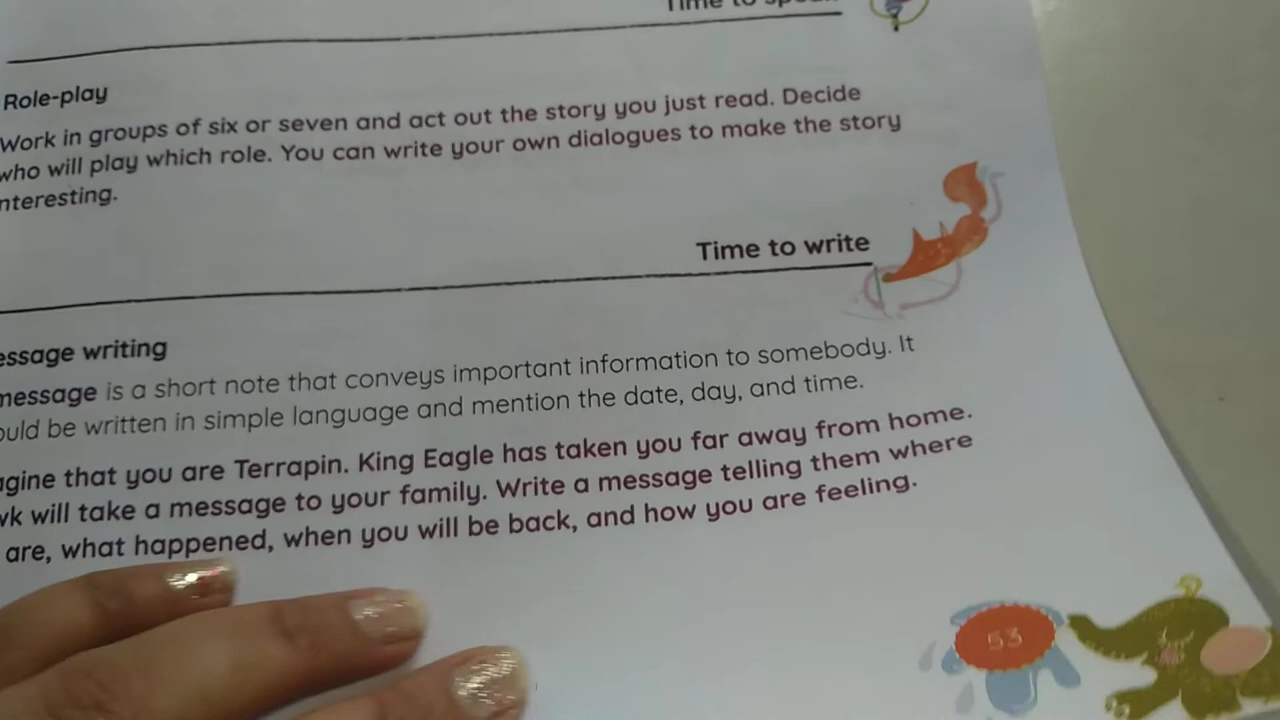 Time to speak
Role-play
Work in groups of six or seven and act out the story you just read. Decide
who will play which role. You can write your own dialogues to make the story
nteresting.
Time to write
essage writing
message is a short note that conveys important information to somebody. It
ould be written in simple language and mention the date, day, and time.
agine that you are Terrapin. King Eagle has taken you far away from home.
wk will take a message to your family. Write a message telling them where
are, what happened, when you will be back, and how you are feeling.
53